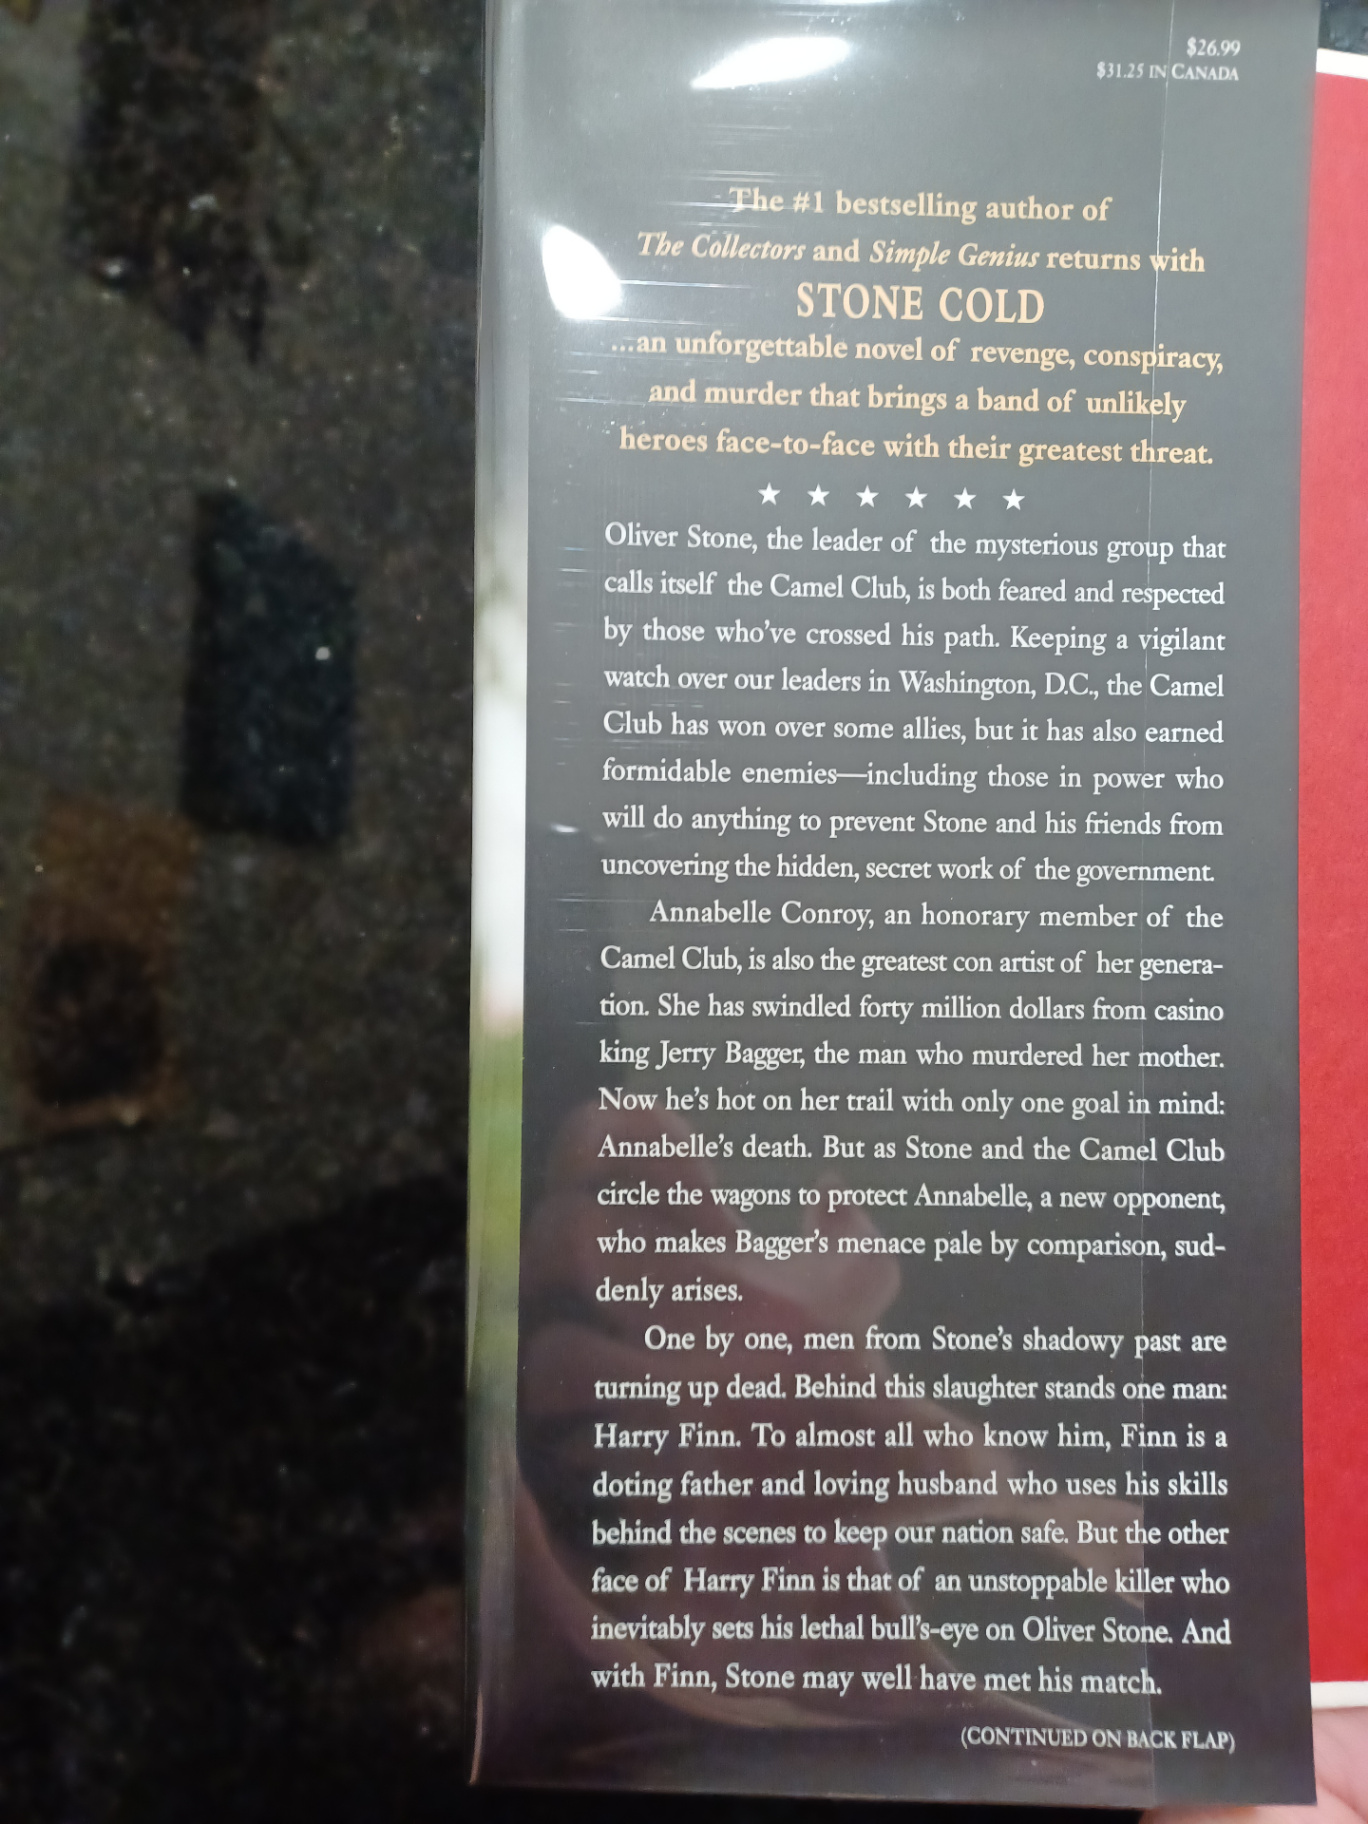 $26.99
$31.25 IN CANADA
The #1 bestselling author of
The Collectors and Simple Genius returns with
STONE COLD
...an unforgettable novel of revenge, conspiracy,
and murder that brings a band of unlikely
heroes face-to-face with their greatest threat.
★ ★ ★ ★ ★ ★
Oliver Stone, the leader of the mysterious group that
calls itself the Camel Club, is both feared and respected
by those who've crossed his path. Keeping a vigilant
watch over our leaders in Washington, D.C., the Camel
Club has won over some allies, but it has also earned
formidable enemies—including those in power who
will do anything to prevent Stone and his friends from
uncovering the hidden, secret work of the government.
Annabelle Conroy, an honorary member of the
Camel Club, is also the greatest con artist of her genera-
tion. She has swindled forty million dollars from casino
king Jerry Bagger, the man who murdered her mother.
Now he's hot on her trail with only one goal in mind:
Annabelle's death. But as Stone and the Camel Club
circle the wagons to protect Annabelle, a new opponent,
who makes Bagger's menace pale by comparison, sud-
denly arises.
One by one, men from Stone's shadowy past are
turning up dead. Behind this slaughter stands one man:
Harry Finn. To almost all who know him, Finn is a
doting father and loving husband who uses his skills
behind the scenes to keep our nation safe. But the other
face of Harry Finn is that of an unstoppable killer who
inevitably sets his lethal bull's-eye on Oliver Stone. And
with Finn, Stone may well have met his match.
(CONTINUED ON BACK FLAP)